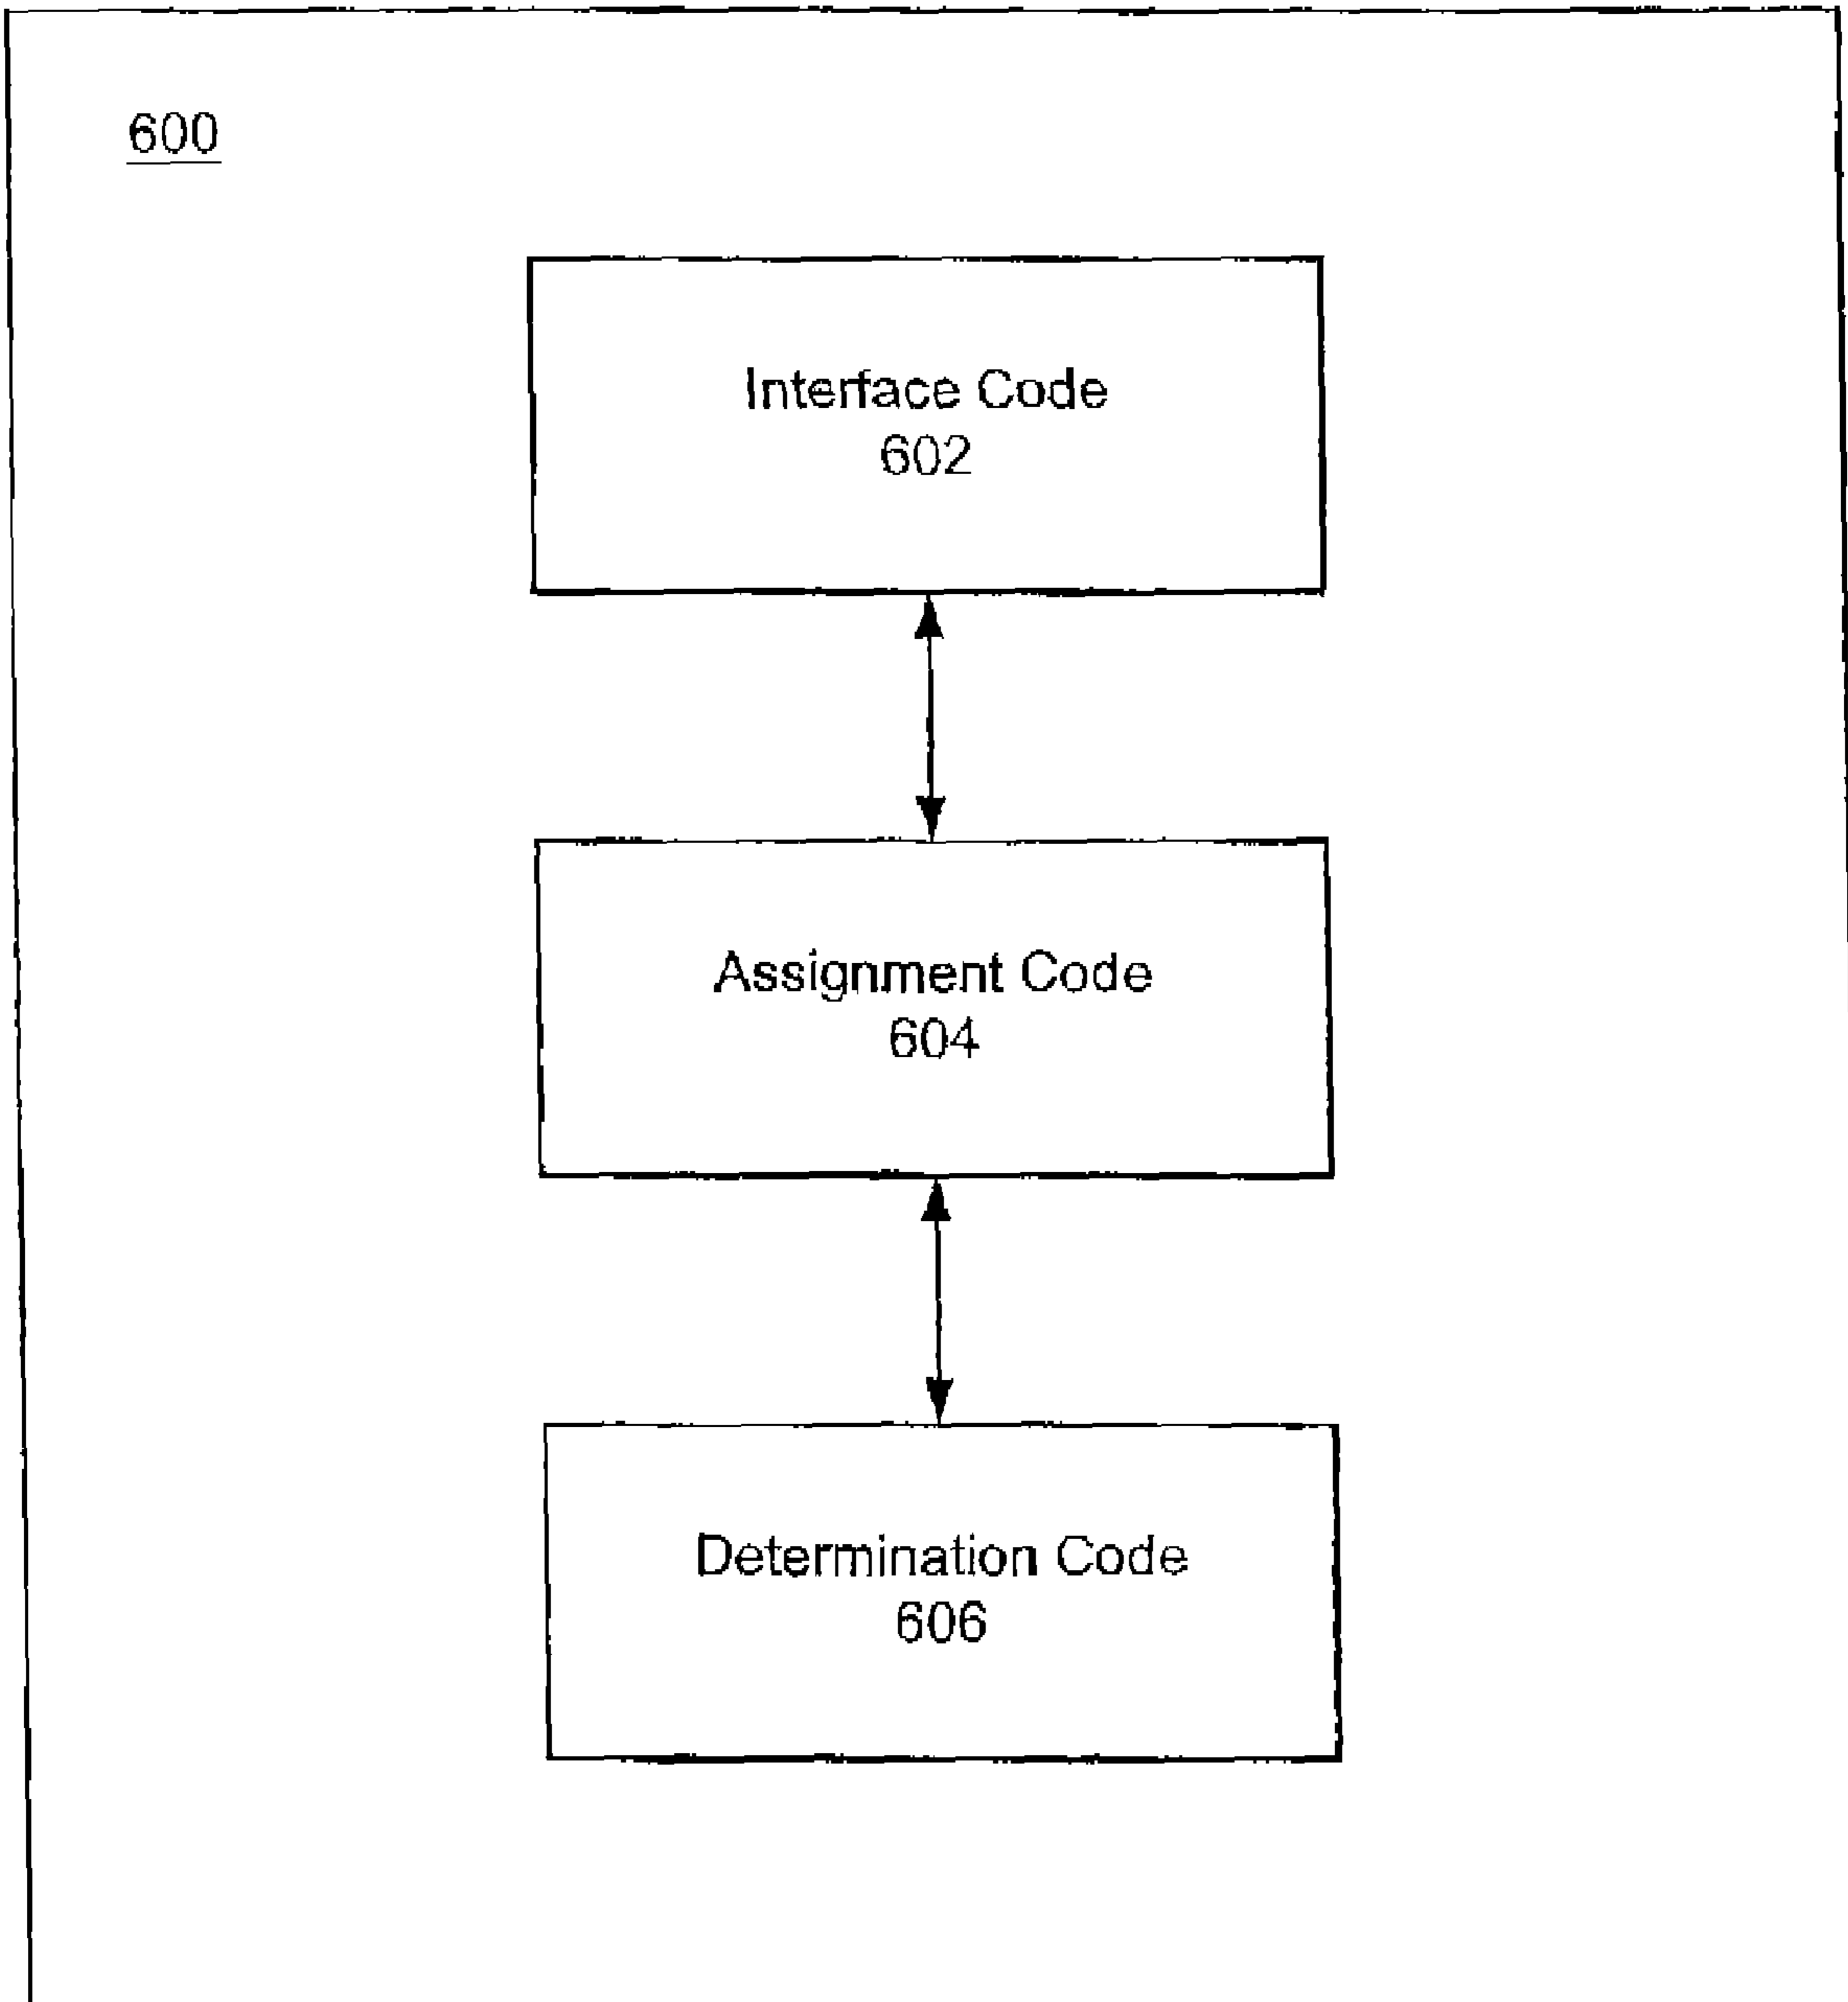 600
Interface Code
602
Assignment Code
604
Determination Code
606